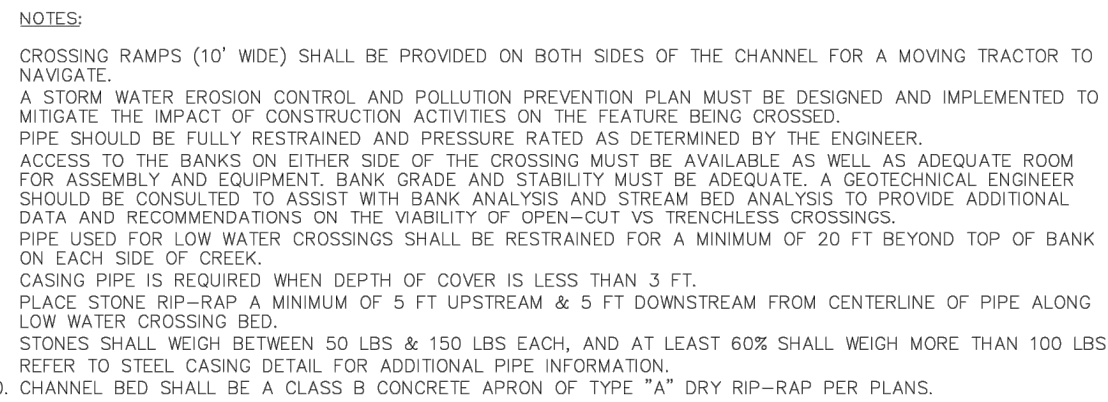 NOTES:
CROSSING RAMPS (10' WIDE) SHALL BE PROVIDED ON BOTH SIDES OF THE CHANNEL FOR A MOVING TRACTOR TO
NAVIGATE.
A STORM WATER EROSION CONTROL AND POLLUTION PREVENTION PLAN MUST BE DESIGNED AND IMPLEMENTED TO
MITIGATE THE IMPACT OF CONSTRUCTION ACTIVITIES ON THE FEATURE BEING CROSSED.
PIPE SHOULD BE FULLY RESTRAINED AND PRESSURE RATED AS DETERMINED BY THE ENGINEER.
ACCESS TO THE BANKS ON EITHER SIDE OF THE CROSSING MUST BE AVAILABLE AS WELL AS ADEQUATE ROOM
FOR ASSEMBLY AND EQUIPMENT. BANK GRADE AND STABILITY MUST BE ADEQUATE. A GEOTECHNICAL ENGINEER
SHOULD BE CONSULTED TO ASSIST WITH BANK ANALYSIS AND STREAM BED ANALYSIS TO PROVIDE ADDITIONAL
DATA AND RECOMMENDATIONS ON THE VIABILITY OF OPEN-CUT VS TRENCHLESS CROSSINGS.
PIPE USED FOR LOW WATER CROSSINGS SHALL BE RESTRAINED FOR A MINIMUM OF 20 FT BEYOND TOP OF BANK
ON EACH SIDE OF CREEK.
CASING PIPE IS REQUIRED WHEN DEPTH OF COVER IS LESS THAN 3 FT.
PLACE STONE RIP-RAP A MINIMUM OF 5 FT UPSTREAM & 5 FT DOWNSTREAM FROM CENTERLINE OF PIPE ALONG
LOW WATER CROSSING BED.
STONES SHALL WEIGH BETWEEN 50 LBS & 150 LBS EACH, AND AT LEAST 60% SHALL WEIGH MORE THAN 100 LBS
REFER TO STEEL CASING DETAIL FOR ADDITIONAL PIPE INFORMATION.
0. CHANNEL BED SHALL BE A CLASS B CONCRETE APRON OF TYPE "A" DRY RIP-RAP PER PLANS.